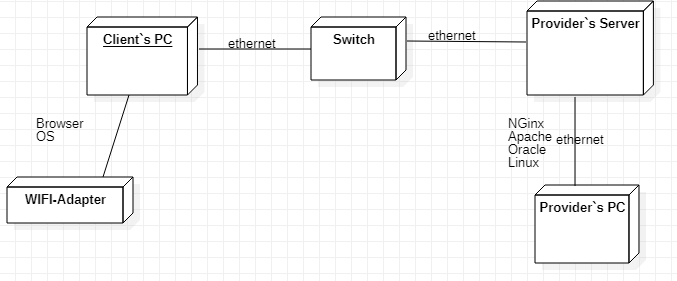 Client`s PC
ethernet
Switch
ethernet
Provider`s Server
Browser
OS
NGinx
Apache
Oracle
Linux
ethernet
WIFI-Adapter
Provider`s PC